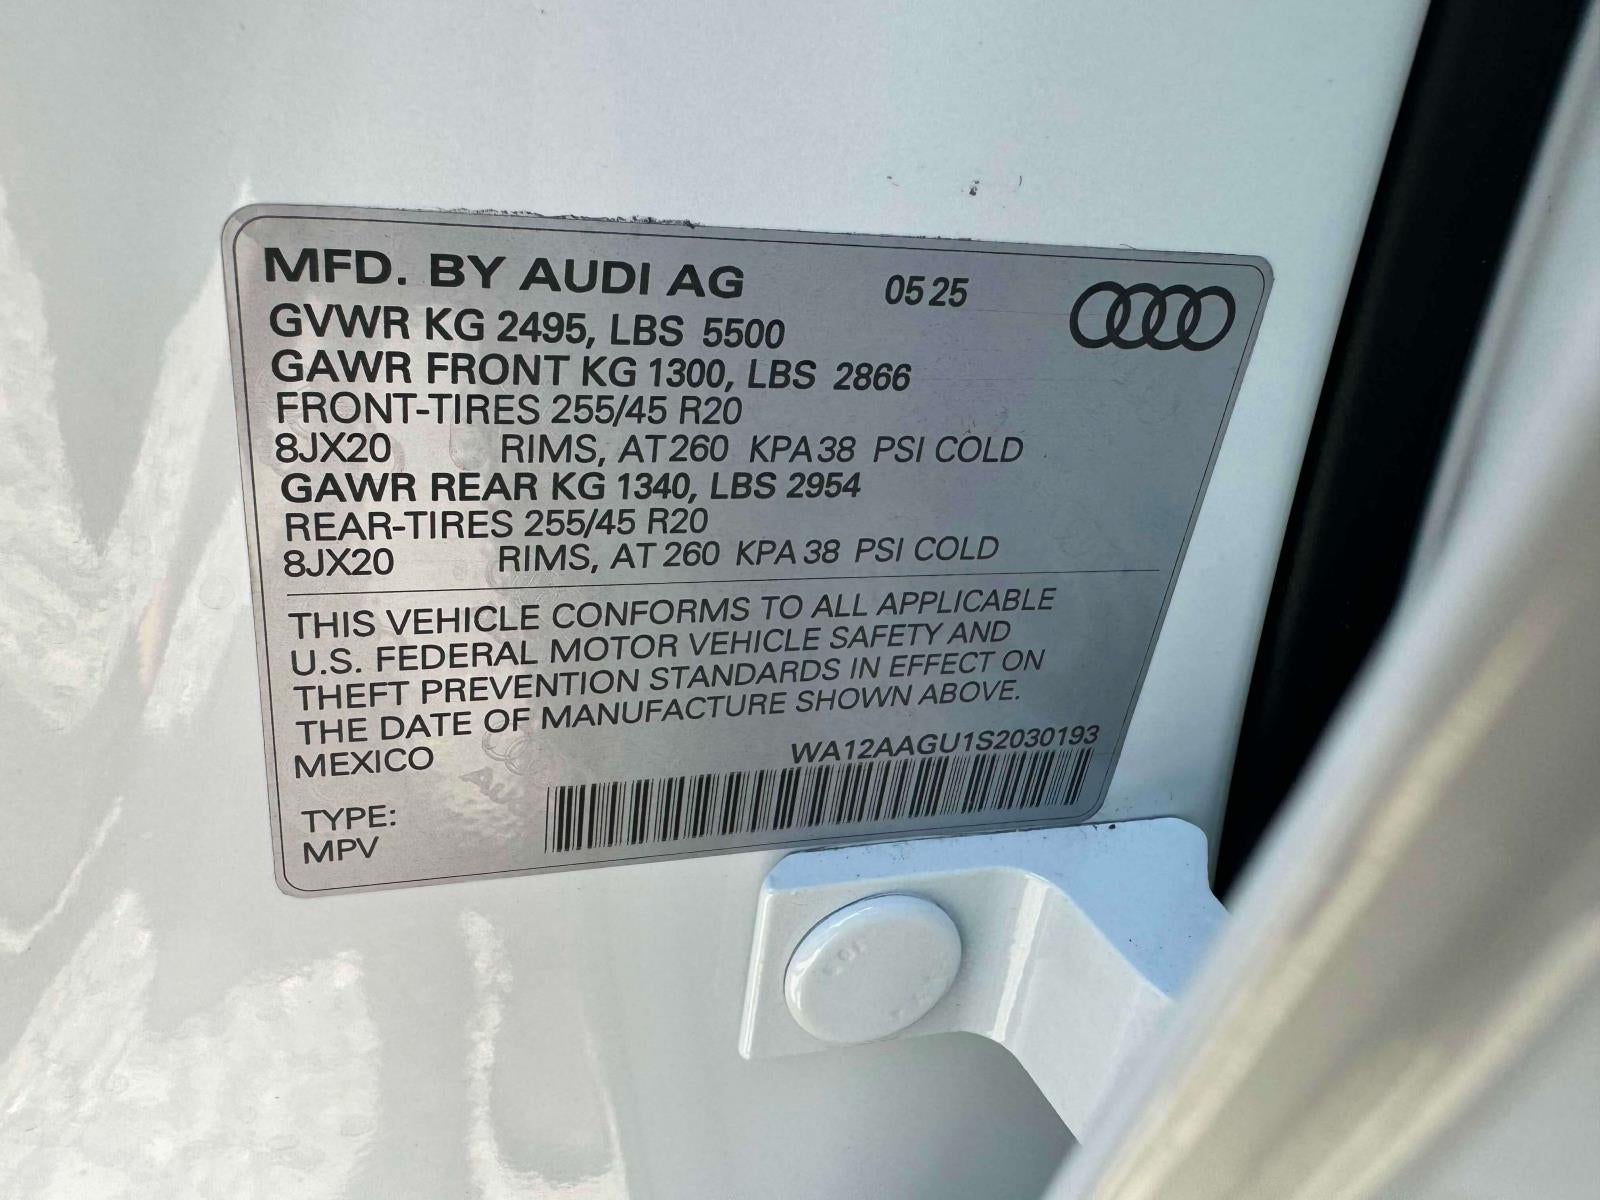 MFD. BY AUDI AG 05 25
GVWR KG 2495, LBS 5500
GAWR FRONT KG 1300, LBS 2866
FRONT-TIRES 255/45 R20
8JX20 RIMS, AT 260 KPA 38 PSI COLD
GAWR REAR KG 1340, LBS 2954
REAR-TIRES 255/45 R20
8JX20 RIMS, AT 260 KPA 38 PSI COLD
THIS VEHICLE CONFORMS TO ALL APPLICABLE
U.S. FEDERAL MOTOR VEHICLE SAFETY AND
THEFT PREVENTION STANDARDS IN EFFECT ON
THE DATE OF MANUFACTURE SHOWN ABOVE.
MEXICO WA12AAGU1S2030193
TYPE:
MPV